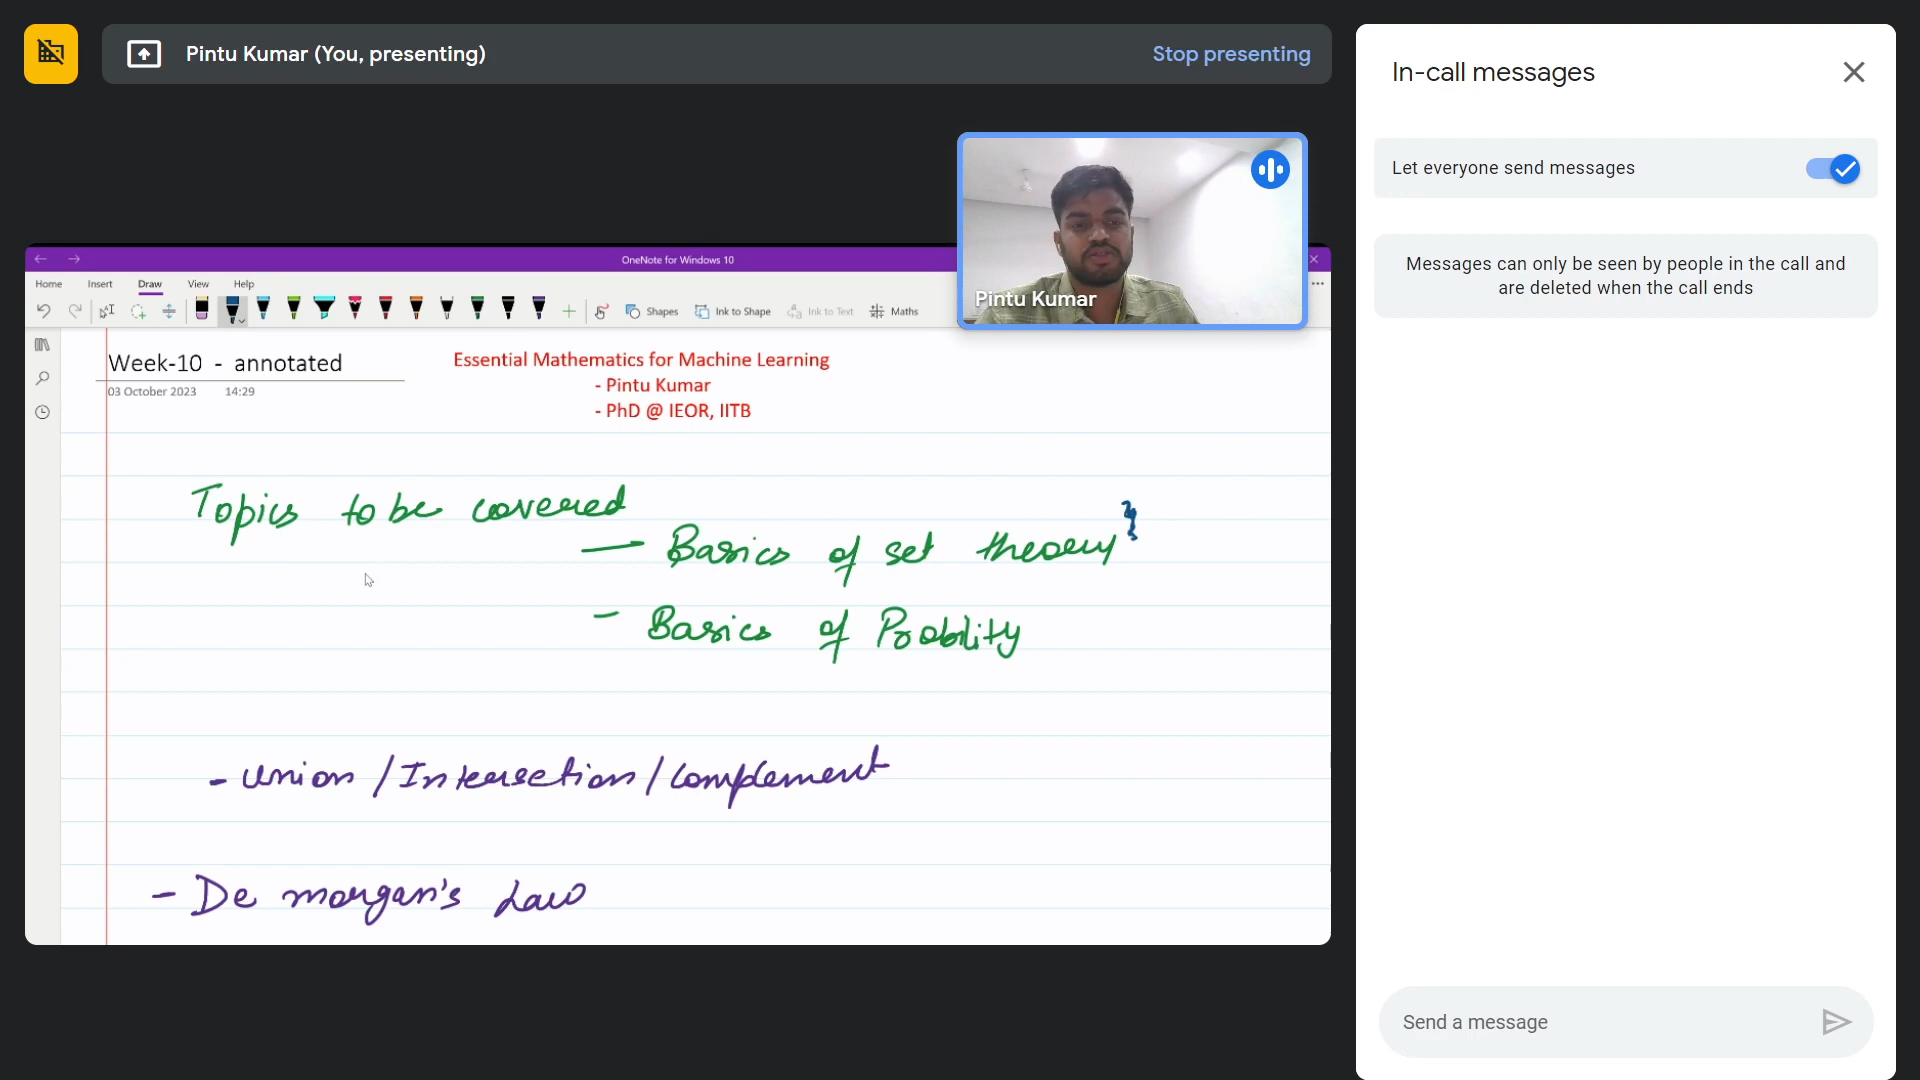 Pintu Kumar (You, presenting)
Stop presenting
In-call messages
Let everyone send messages
Messages can only be seen by people in the call and
are deleted when the call ends
Pintu Kumar
OneNote for Windows 10
Home Insert Draw View Help
Shapes Ink to Shape Ink to Text Maths
Week-10 - annotated
03 October 2023 14:29
Essential Mathematics for Machine Learning
- Pintu Kumar
- PhD @ IEOR, IITB
Topics to be covered
— Basics of set theory }
- Basics of Probility
- Union / Intersection / Complement
- De morgan's Law
Send a message